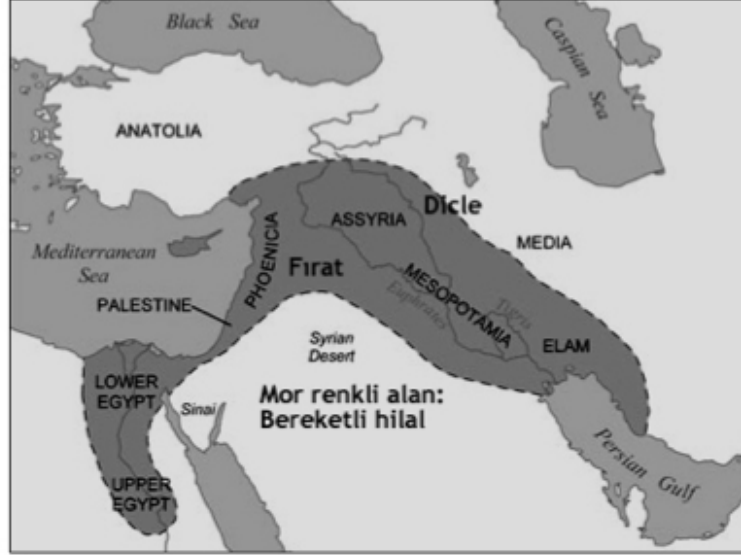 Black Sea
Caspian Sea
ANATOLIA
Dicle
ASSYRIA
MEDIA
Mediterranean
Sea
PHOENICIA
Fırat
MESOPOTAMIA
Euphrates
Tigris
PALESTINE
Syrian
Desert
ELAM
LOWER
EGYPT
Sinai
Mor renkli alan:
Bereketli hilal
Persian Gulf
UPPER
EGYPT